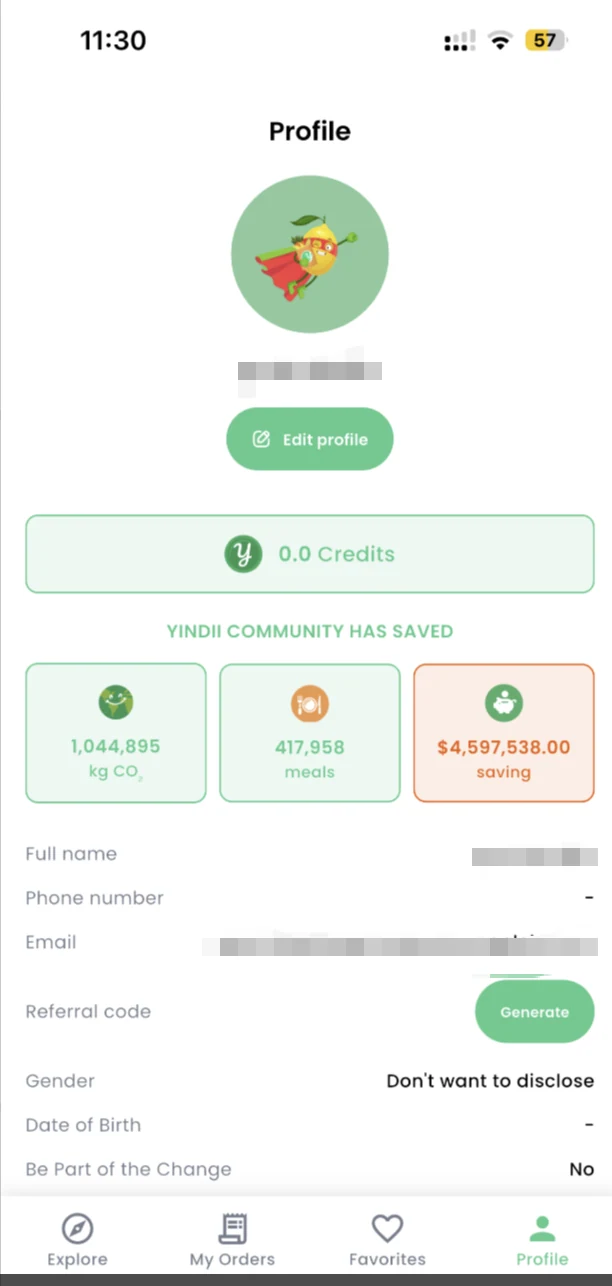 11:30
57
Profile
Edit profile
y 0.0 Credits
YINDII COMMUNITY HAS SAVED
1,044,895
kg CO₂
417,958
meals
$4,597,538.00
saving
Full name
Phone number -
Email
Referral code Generate
Gender Don't want to disclose
Date of Birth -
Be Part of the Change No
Explore My Orders Favorites Profile